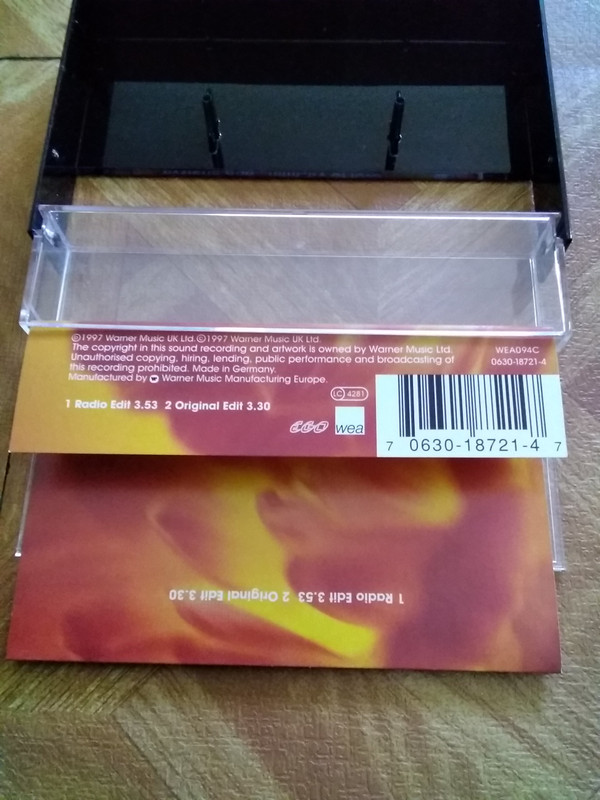 ℗1997 Warner Music UK Ltd. ©1997 Warner Music UK Ltd.
The copyright in this sound recording and artwork is owned by Warner Music Ltd.
Unauthorised copying, hiring, lending, public performance and broadcasting of
this recording prohibited. Made in Germany.
Manufactured by Warner Music Manufacturing Europe.
WEA094C
0630-18721-4
LC 4281
1 Radio Edit 3.53 2 Original Edit 3.30
wea
7 0630-18721-4 7
1 Radio Edit 3.53 2 Original Edit 3.30